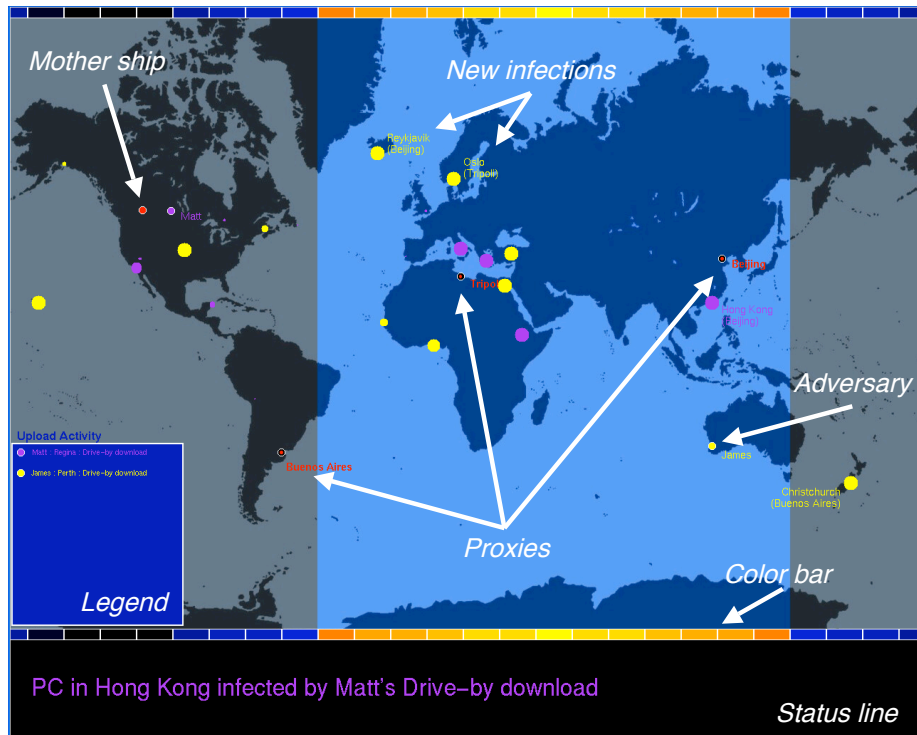 Mother ship
New infections
Reykjavik
(Beijing)
Oslo
(Tripoli)
Matt
Beijing
Tripoli
Hong Kong
(Beijing)
Adversary
Upload Activity
Matt : Regina : Drive-by download
James : Perth : Drive-by download
James
Buenos Aires
Christchurch
(Buenos Aires)
Proxies
Color bar
Legend
PC in Hong Kong infected by Matt's Drive-by download
Status line